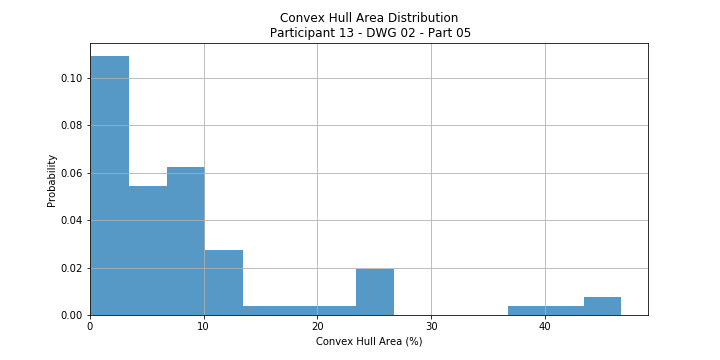 Convex Hull Area Distribution
Participant 13 - DWG 02 - Part 05
0.10
0.08
0.06
0.04
0.02
0.00
Probability
0 10 20 30 40
Convex Hull Area (%)